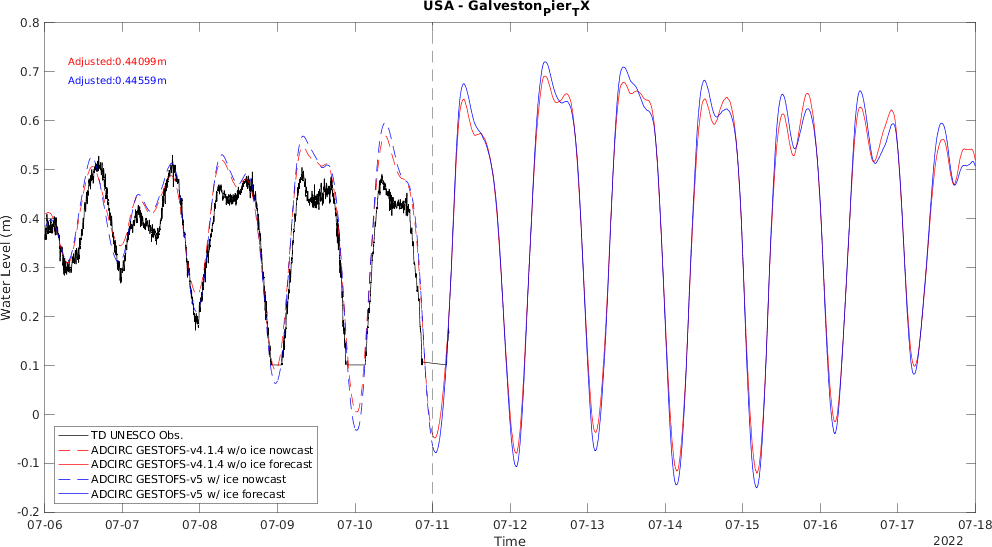 USA - GalvestonPierTX
0.8
0.7
0.6
0.5
0.4
0.3
0.2
0.1
0
-0.1
-0.2
Water Level (m)
Adjusted:0.44099m
Adjusted:0.44559m
TD UNESCO Obs.
ADCIRC GESTOFS-v4.1.4 w/o ice nowcast
ADCIRC GESTOFS-v4.1.4 w/o ice forecast
ADCIRC GESTOFS-v5 w/ ice nowcast
ADCIRC GESTOFS-v5 w/ ice forecast
07-06 07-07 07-08 07-09 07-10 07-11 07-12 07-13 07-14 07-15 07-16 07-17 07-18
Time
2022